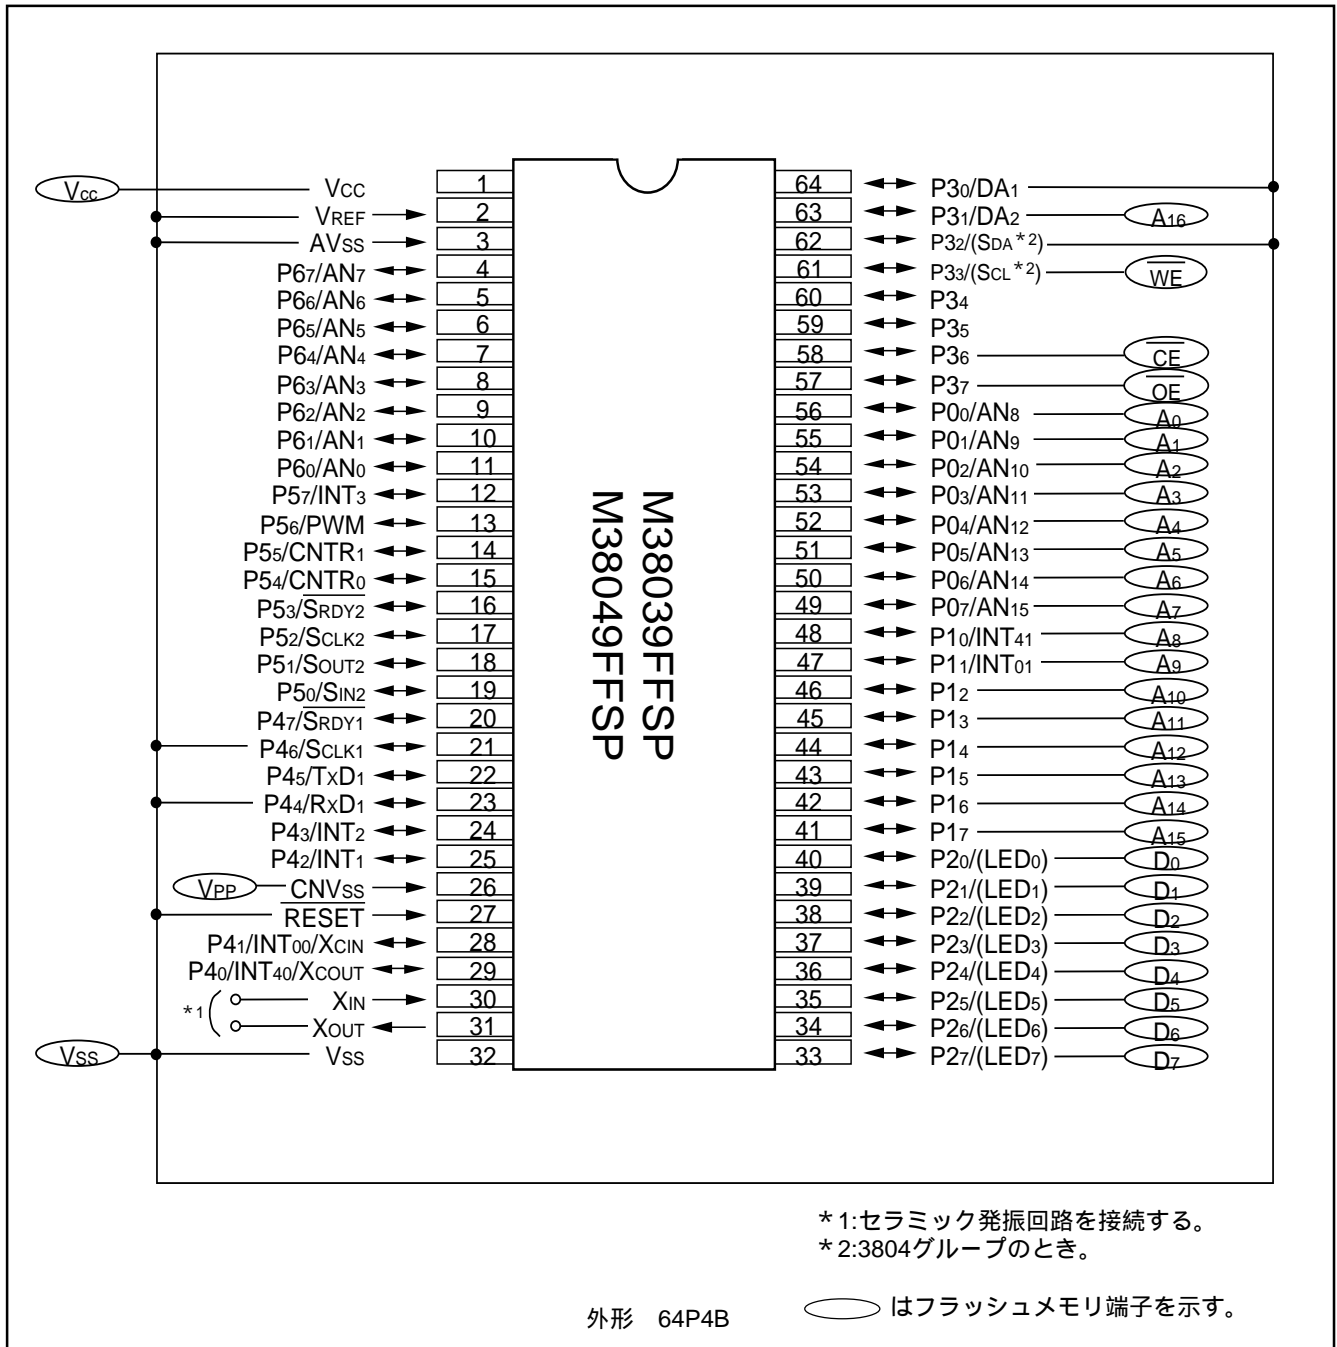 Vcc VCC 1 64 P30/DA1
VREF 2 63 P31/DA2 A16
AVSS 3 62 P32/(SDA*2)
P67/AN7 4 61 P33/(SCL*2) WE
P66/AN6 5 60 P34
P65/AN5 6 59 P35
P64/AN4 7 58 P36 CE
P63/AN3 8 57 P37 OE
P62/AN2 9 56 P00/AN8 A0
P61/AN1 10 55 P01/AN9 A1
P60/AN0 11 54 P02/AN10 A2
P57/INT3 12 53 P03/AN11 A3
P56/PWM 13 52 P04/AN12 A4
P55/CNTR1 14 51 P05/AN13 A5
P54/CNTR0 15 50 P06/AN14 A6
P53/SRDY2 16 49 P07/AN15 A7
P52/SCLK2 17 48 P10/INT41 A8
P51/SOUT2 18 47 P11/INT01 A9
P50/SIN2 19 46 P12 A10
P47/SRDY1 20 45 P13 A11
P46/SCLK1 21 44 P14 A12
P45/TXD1 22 43 P15 A13
P44/RXD1 23 42 P16 A14
P43/INT2 24 41 P17 A15
P42/INT1 25 40 P20/(LED0) D0
VPP CNVSS 26 39 P21/(LED1) D1
RESET 27 38 P22/(LED2) D2
P41/INT00/XCIN 28 37 P23/(LED3) D3
P40/INT40/XCOUT 29 36 P24/(LED4) D4
*1 XIN 30 35 P25/(LED5) D5
XOUT 31 34 P26/(LED6) D6
VSS VSS 32 33 P27/(LED7) D7
M38039FFSP
M38049FFSP
*1:セラミック発振回路を接続する。
*2:3804グループのとき。
はフラッシュメモリ端子を示す。
外形 64P4B